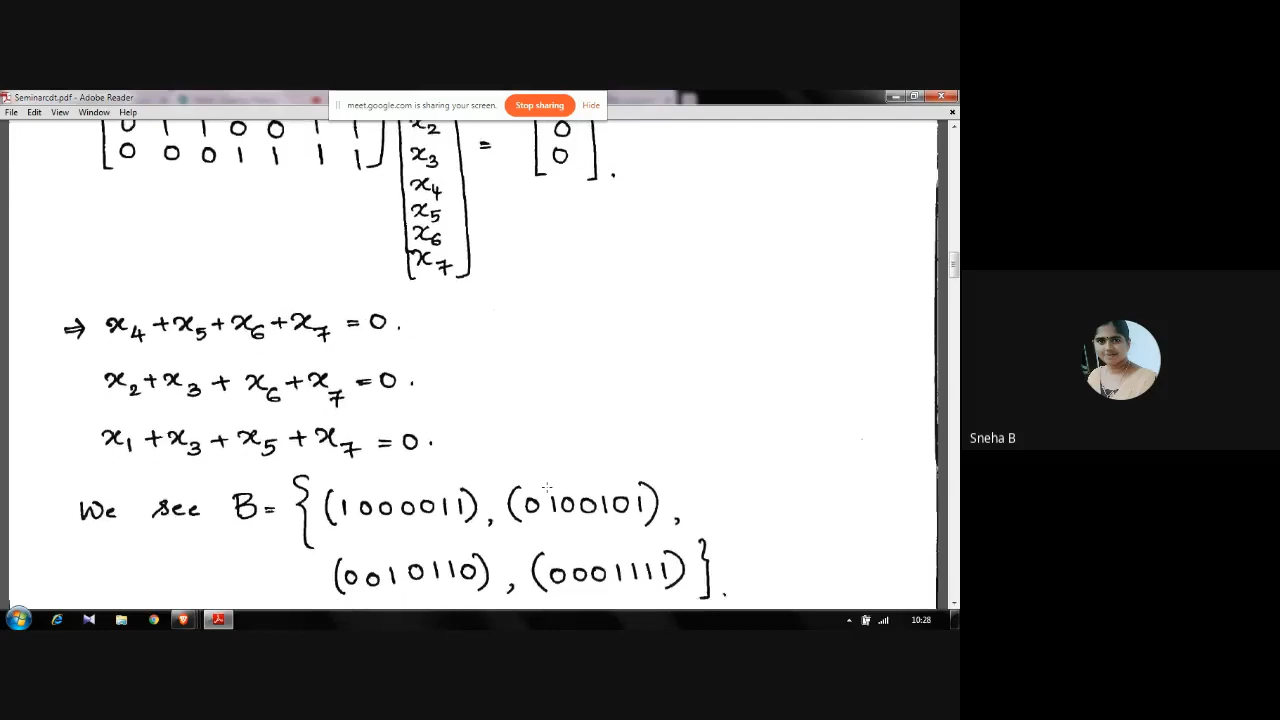 Seminarcdt.pdf - Adobe Reader
meet.google.com is sharing your screen. Stop sharing Hide
File Edit View Window Help
0 1 1 0 0 1 1 x₂ 0
0 0 0 1 1 1 1 x₃ = 0 .
x₄
x₅
x₆
x₇
⇒ x₄ + x₅ + x₆ + x₇ = 0 .
x₂ + x₃ + x₆ + x₇ = 0 .
x₁ + x₃ + x₅ + x₇ = 0 .
Sneha B
We see B = { (1000011), (0100101),
(0010110), (0001111) } .
10:28